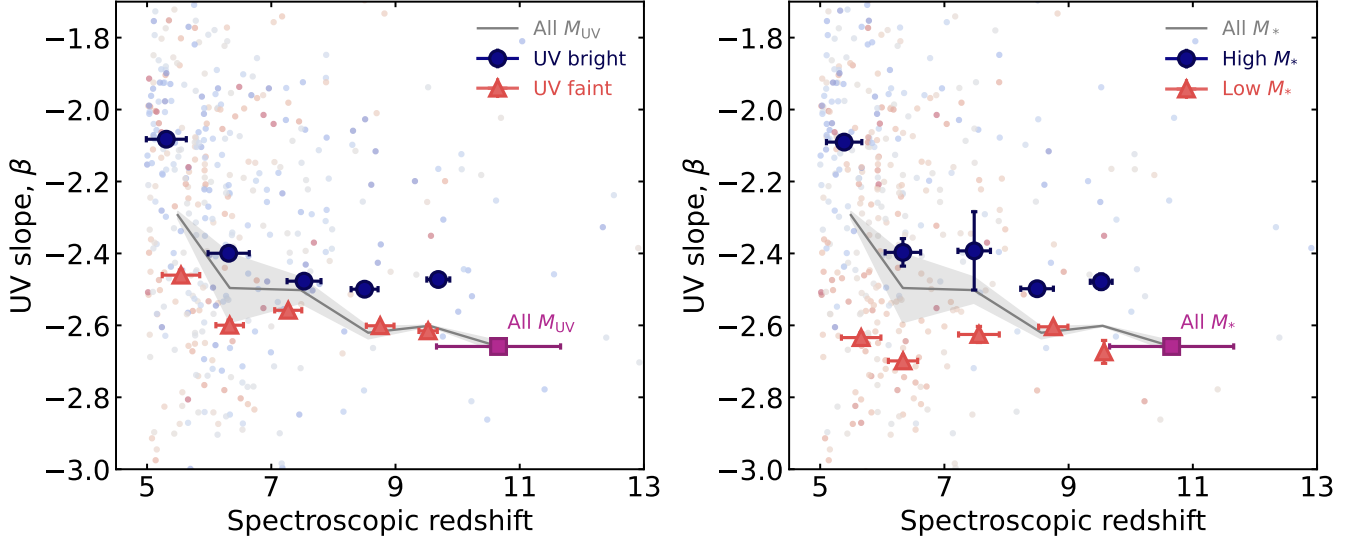 All M_UV
UV bright
UV faint
All M_UV
UV slope, β
−1.8
−2.0
−2.2
−2.4
−2.6
−2.8
−3.0
5
7
9
11
13
Spectroscopic redshift
All M_*
High M_*
Low M_*
All M_*
UV slope, β
−1.8
−2.0
−2.2
−2.4
−2.6
−2.8
−3.0
5
7
9
11
13
Spectroscopic redshift